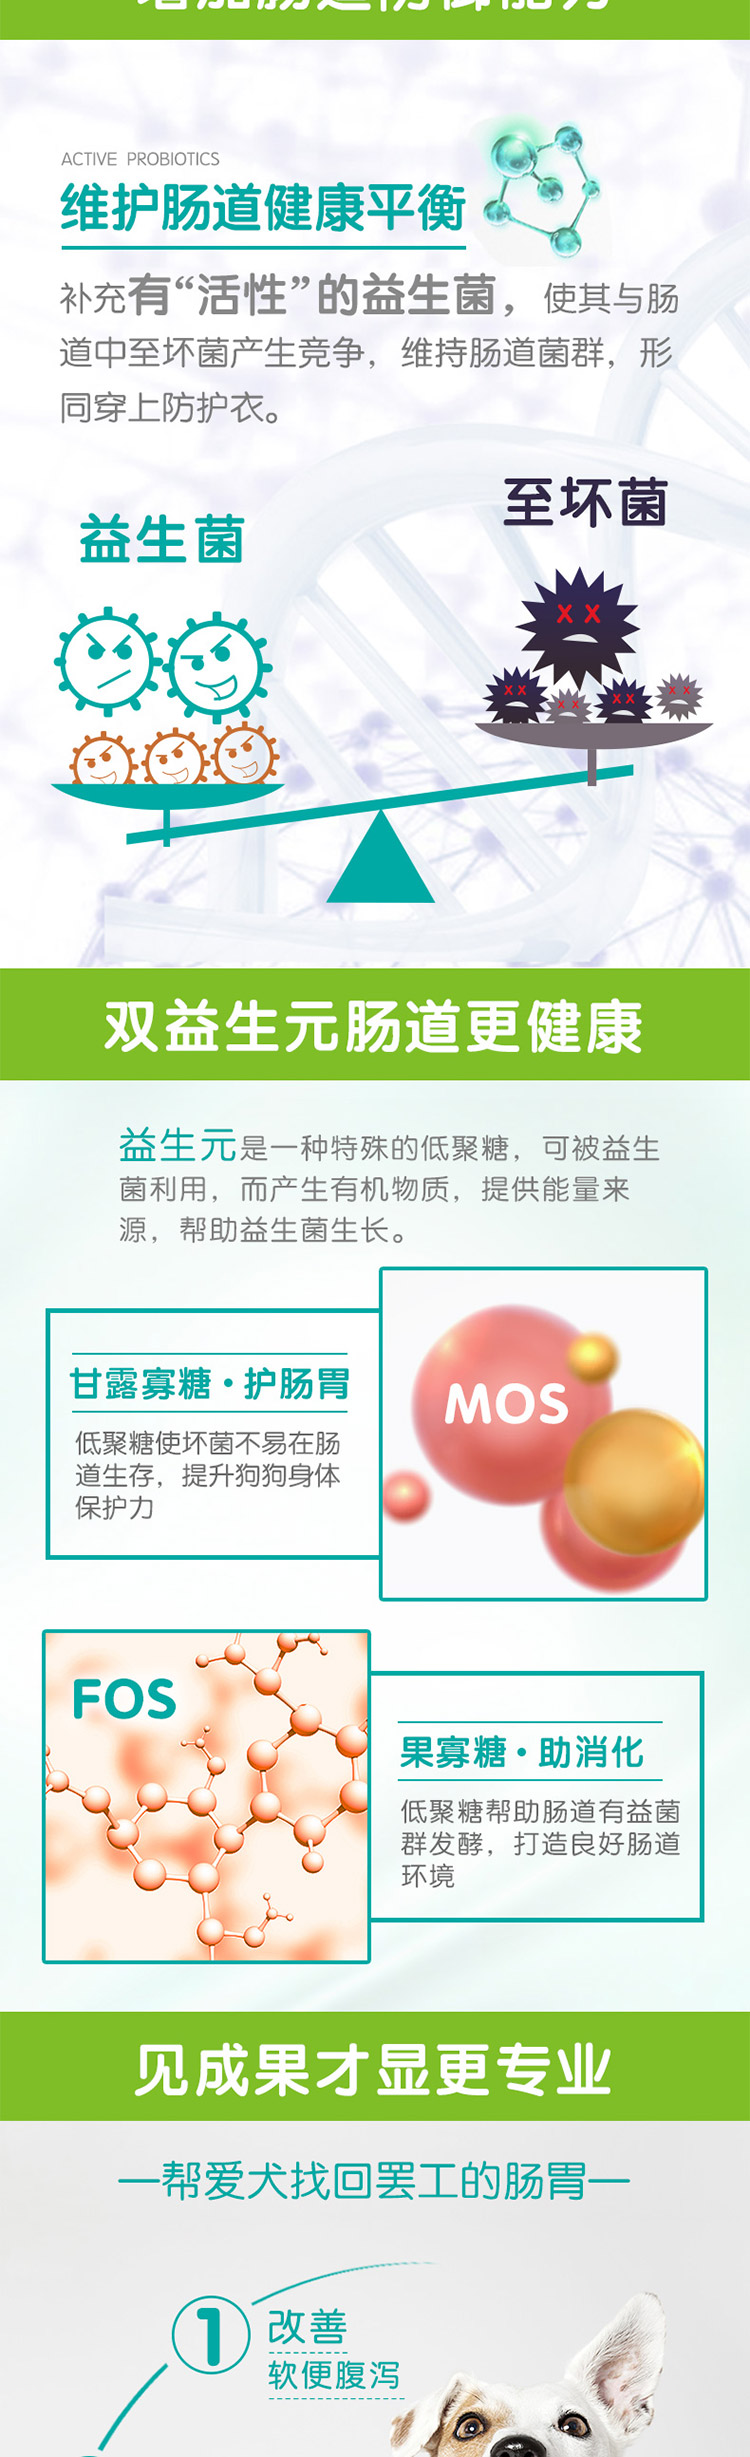 增加肠道防御能力
ACTIVE PROBIOTICS
维护肠道健康平衡
补充有“活性”的益生菌，使其与肠
道中至坏菌产生竞争，维持肠道菌群，形
同穿上防护衣。
益生菌
至坏菌
双益生元肠道更健康
益生元是一种特殊的低聚糖，可被益生
菌利用，而产生有机物质，提供能量来
源，帮助益生菌生长。
甘露寡糖·护肠胃
低聚糖使坏菌不易在肠
道生存，提升狗狗身体
保护力
MOS
FOS
果寡糖·助消化
低聚糖帮助肠道有益菌
群发酵，打造良好肠道
环境
见成果才显更专业
—帮爱犬找回罢工的肠胃—
1
改善
软便腹泻